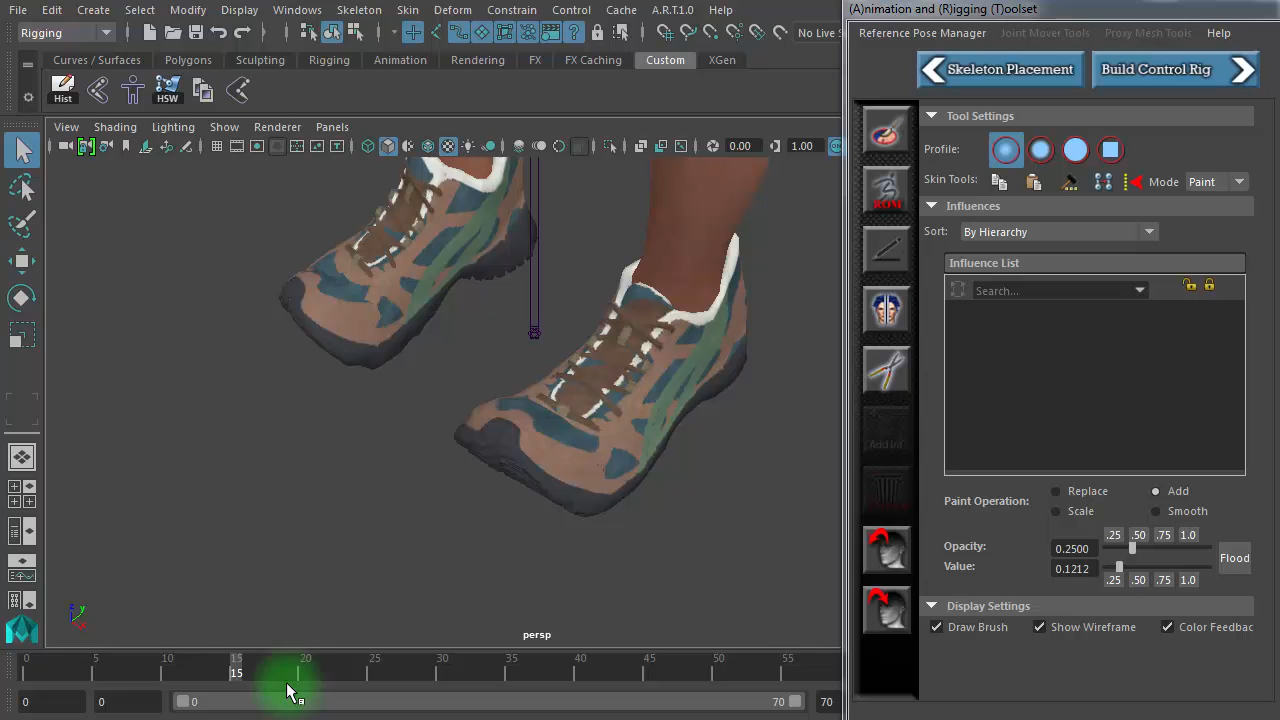 File Edit Create Select Modify Display Windows Skeleton Skin Deform Constrain Control Cache A.R.T.1.0 Help
(A)nimation and (R)igging (T)oolset
Rigging
No Live S
Reference Pose Manager Joint Mover Tools Proxy Mesh Tools Help
Curves / Surfaces Polygons Sculpting Rigging Animation Rendering FX FX Caching Custom XGen
Skeleton Placement Build Control Rig
Hist HSW
Tool Settings
View Shading Lighting Show Renderer Panels
0.00 1.00
Profile:
Skin Tools: Mode Paint
ROM
Influences
Sort: By Hierarchy
Influence List
Search...
Add Inf
Paint Operation: Replace Add
Scale Smooth
.25 .50 .75 1.0
Opacity: 0.2500
Flood
Value: 0.1212
.25 .50 .75 1.0
Display Settings
Draw Brush Show Wireframe Color Feedbac
persp
z y x
0 5 10 15 20 25 30 35 40 45 50 55
15
0 0 0 70 70